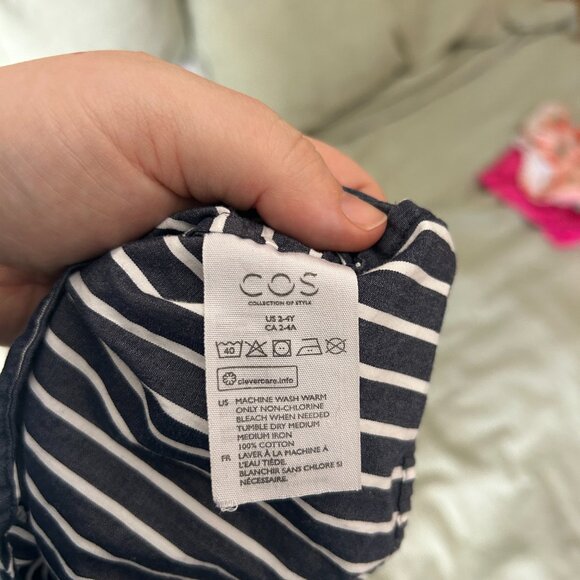 COS
COLLECTION OF STYLE
US 2-4Y
CA 2-4A
40
clevercare.info
US MACHINE WASH WARM
ONLY NON-CHLORINE
BLEACH WHEN NEEDED
TUMBLE DRY MEDIUM
MEDIUM IRON
100% COTTON
FR LAVER À LA MACHINE À
L'EAU TIÈDE.
BLANCHIR SANS CHLORE SI
NÉCESSAIRE.